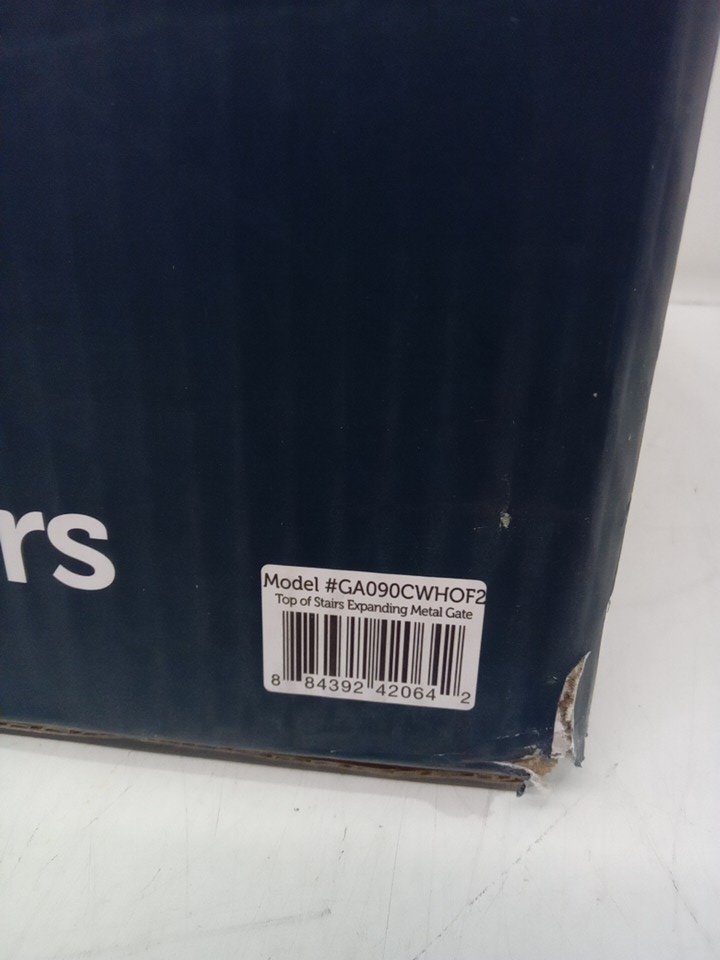 rs
Model #GA090CWHOF2
Top of Stairs Expanding Metal Gate
8 84392 42064 2